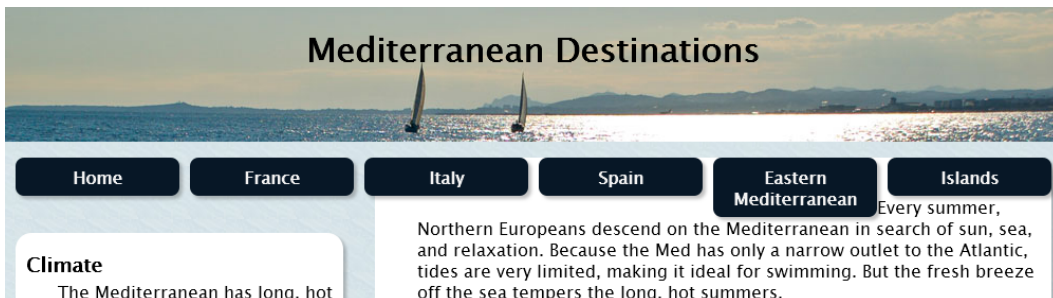 Mediterranean Destinations
Home
France
Italy
Spain
Eastern
Mediterranean
Islands
Every summer,
Northern Europeans descend on the Mediterranean in search of sun, sea,
and relaxation. Because the Med has only a narrow outlet to the Atlantic,
tides are very limited, making it ideal for swimming. But the fresh breeze
off the sea tempers the long, hot summers.
Climate
The Mediterranean has long, hot